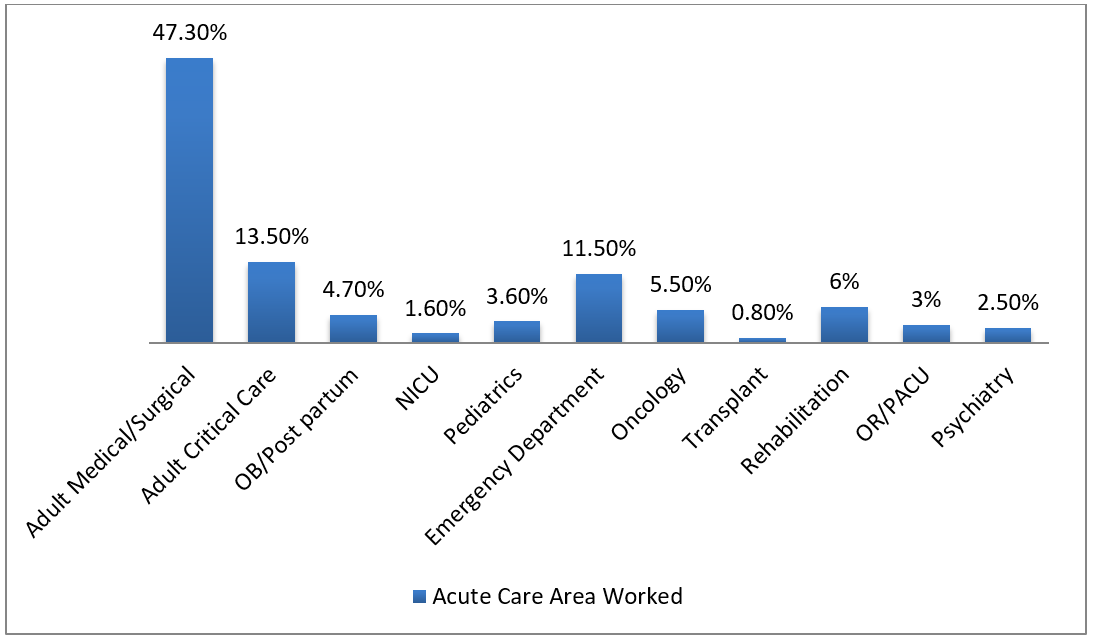 47.30%
13.50%
4.70%
1.60%
3.60%
11.50%
5.50%
0.80%
6%
3%
2.50%
Adult Medical/Surgical
Adult Critical Care
OB/Post partum
NICU
Pediatrics
Emergency Department
Oncology
Transplant
Rehabilitation
OR/PACU
Psychiatry
Acute Care Area Worked